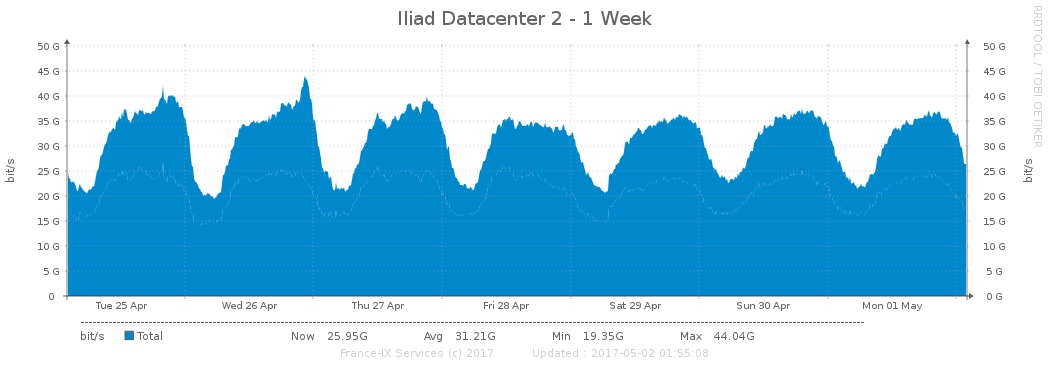 Iliad Datacenter 2 - 1 Week
RRDTOOL / TOBI OETIKER
bit/s
50 G 50 G
45 G 45 G
40 G 40 G
35 G 35 G
30 G 30 G
25 G 25 G
20 G 20 G
15 G 15 G
10 G 10 G
5 G 5 G
0 0 G
bit/s
Tue 25 Apr Wed 26 Apr Thu 27 Apr Fri 28 Apr Sat 29 Apr Sun 30 Apr Mon 01 May
bit/s Total Now 25.95G Avg 31.21G Min 19.35G Max 44.04G
France-IX Services (c) 2017 Updated : 2017-05-02 01:55:08